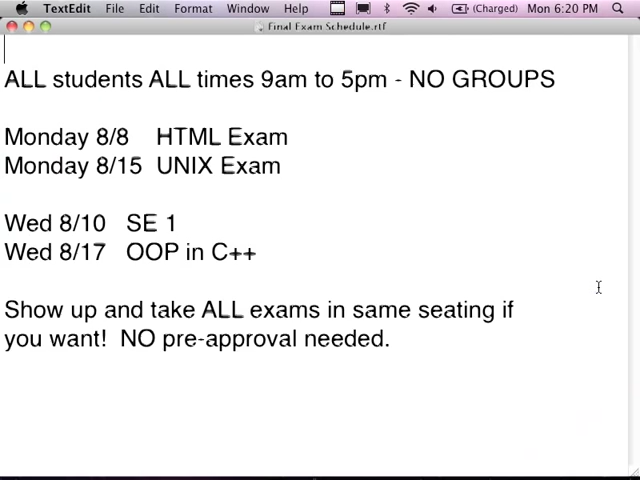 TextEdit File Edit Format Window Help (Charged) Mon 6:20 PM
Final Exam Schedule.rtf
ALL students ALL times 9am to 5pm - NO GROUPS
Monday 8/8 HTML Exam
Monday 8/15 UNIX Exam
Wed 8/10 SE 1
Wed 8/17 OOP in C++
Show up and take ALL exams in same seating if
you want! NO pre-approval needed.